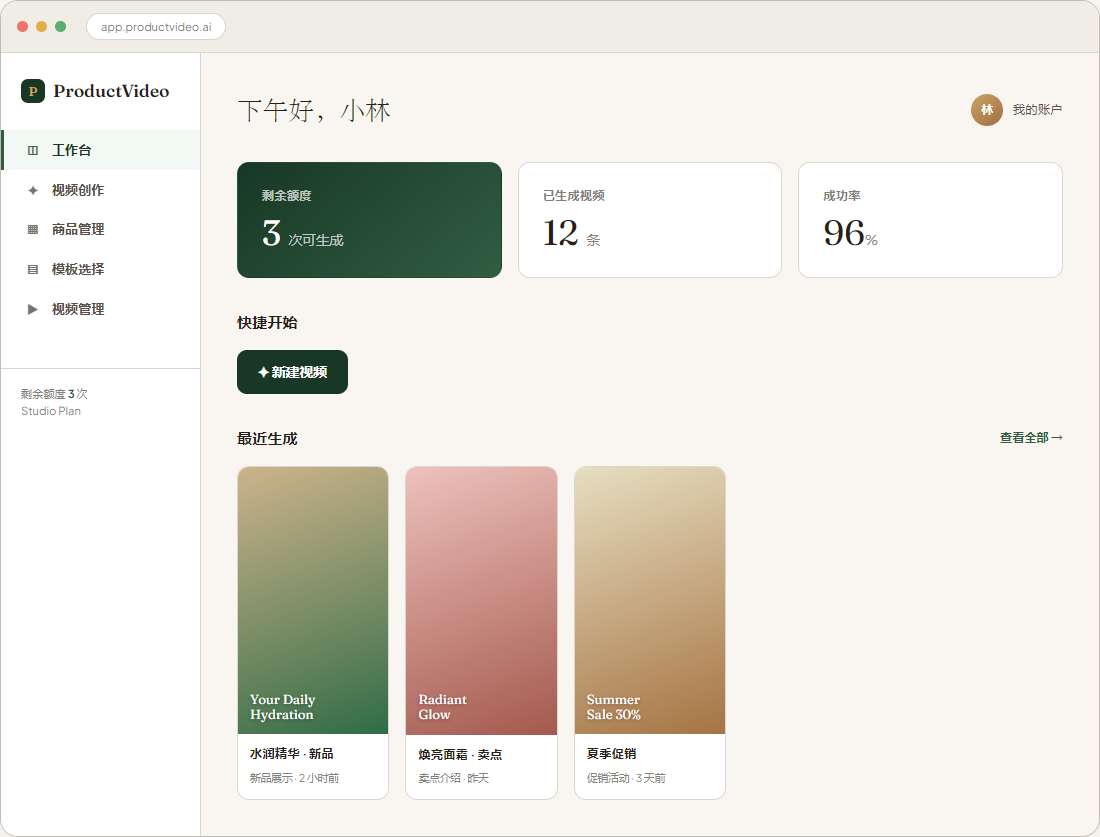 app.productvideo.ai
P
ProductVideo
工作台
视频创作
商品管理
模板选择
视频管理
剩余额度 3 次
Studio Plan
下午好，小林
林
我的账户
剩余额度
3 次可生成
已生成视频
12 条
成功率
96%
快捷开始
✦ 新建视频
最近生成
查看全部 →
Your Daily
Hydration
水润精华 · 新品
新品展示 · 2 小时前
Radiant
Glow
焕亮面霜 · 卖点
卖点介绍 · 昨天
Summer
Sale 30%
夏季促销
促销活动 · 3 天前